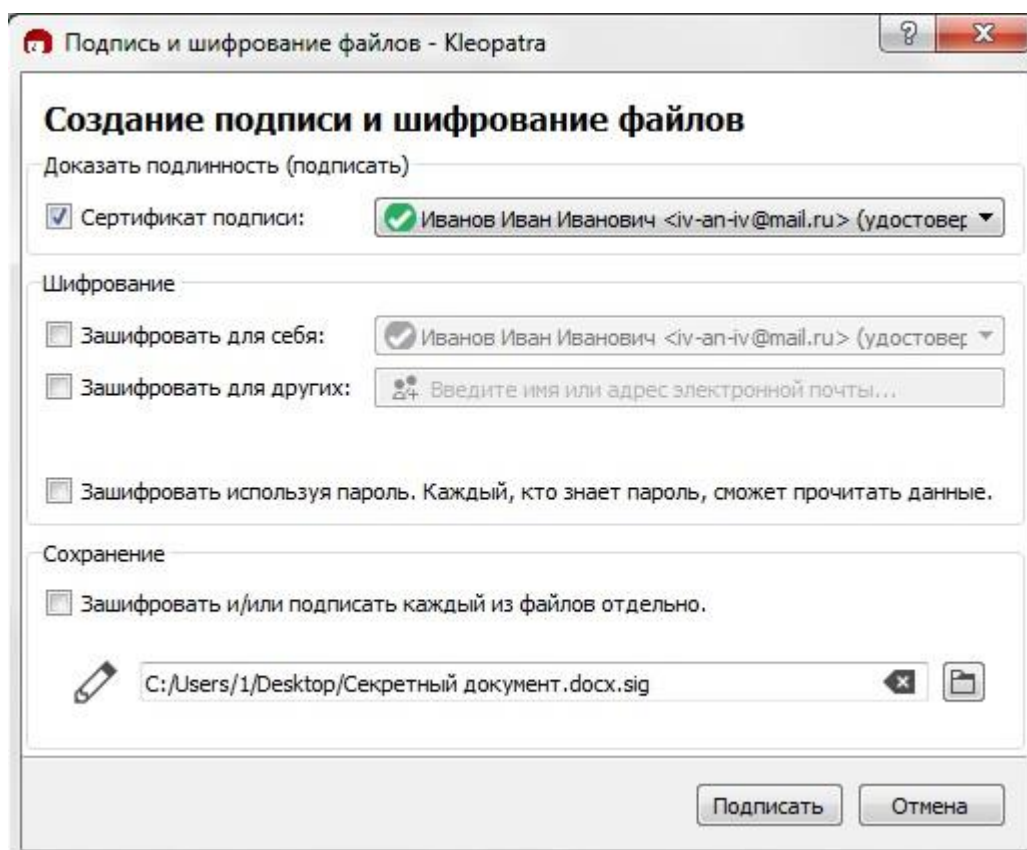 Подпись и шифрование файлов - Kleopatra
Создание подписи и шифрование файлов
Доказать подлинность (подписать)
Сертификат подписи: Иванов Иван Иванович <iv-an-iv@mail.ru> (удостовер
Шифрование
Зашифровать для себя: Иванов Иван Иванович <iv-an-iv@mail.ru> (удостовер
Зашифровать для других: Введите имя или адрес электронной почты...
Зашифровать используя пароль. Каждый, кто знает пароль, сможет прочитать данные.
Сохранение
Зашифровать и/или подписать каждый из файлов отдельно.
C:/Users/1/Desktop/Секретный документ.docx.sig
Подписать Отмена